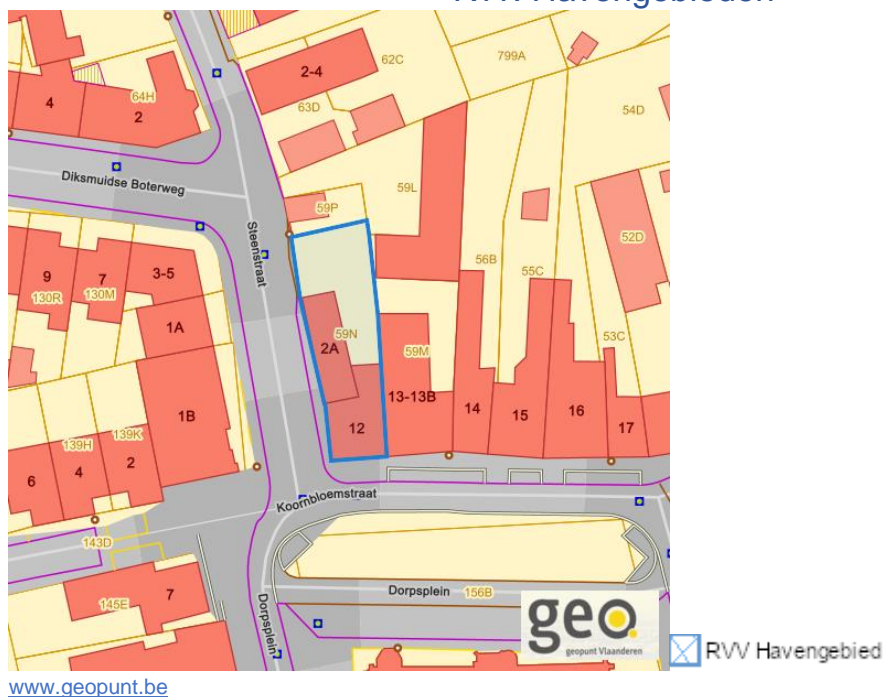 RVV Havengebieden
2-4
62C
799A
4
64H
2
63D
54D
Diksmuidse Boterweg
59P
59L
Steenstraat
52D
9
7
3-5
130R
130M
56B
55C
1A
59N
2A
59M
53C
13-13B
1B
14
15
16
17
12
139H
139K
6
4
2
Koornbloemstraat
143D
145E
7
Dorpsplein
Dorpsplein
156B
geo
geopunt Vlaanderen
RVV Havengebied
www.geopunt.be